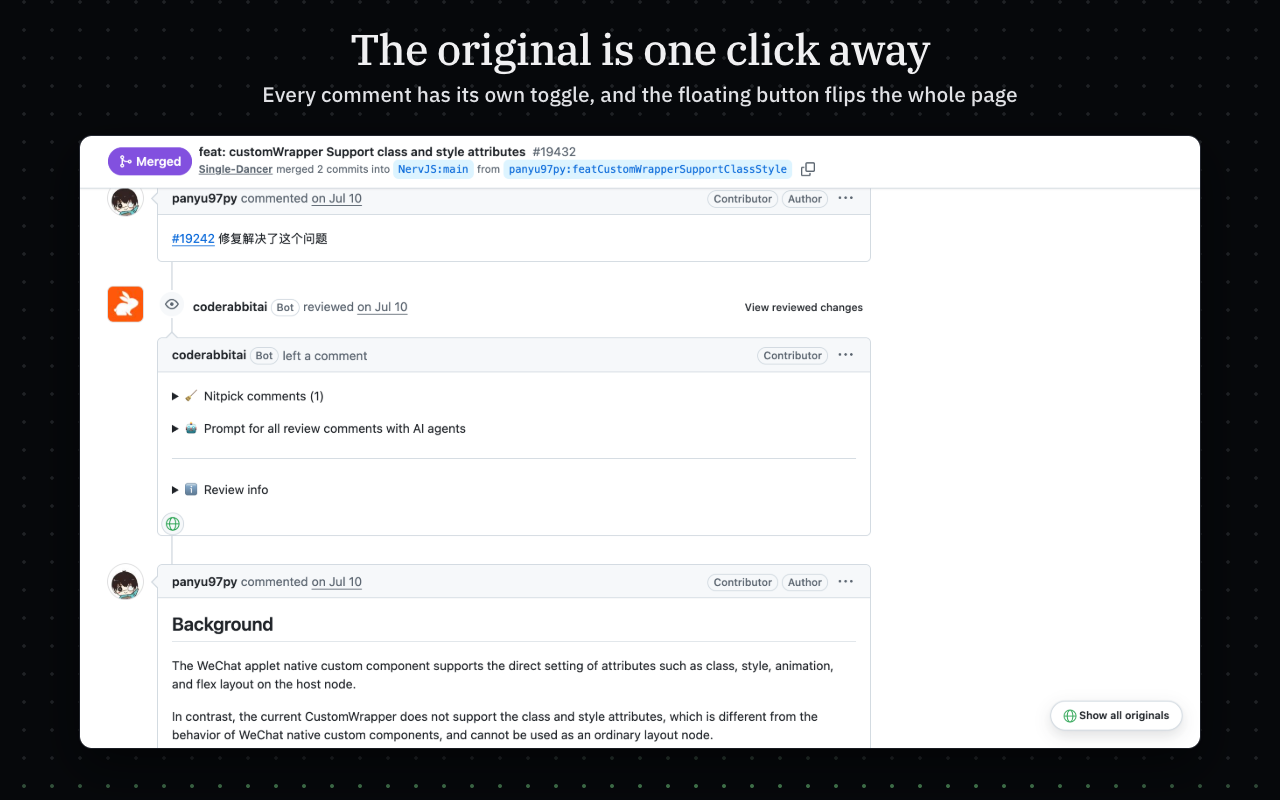 The original is one click away
Every comment has its own toggle, and the floating button flips the whole page
Merged
feat: customWrapper Support class and style attributes #19432
Single-Dancer merged 2 commits into NervJS:main from panyu97py:featCustomWrapperSupportClassStyle
panyu97py commented on Jul 10 Contributor Author
#19242 修复解决了这个问题
coderabbitai Bot reviewed on Jul 10 View reviewed changes
coderabbitai Bot left a comment Contributor
Nitpick comments (1)
Prompt for all review comments with AI agents
Review info
panyu97py commented on Jul 10 Contributor Author
Background
The WeChat applet native custom component supports the direct setting of attributes such as class, style, animation,
and flex layout on the host node.
In contrast, the current CustomWrapper does not support the class and style attributes, which is different from the
behavior of WeChat native custom components, and cannot be used as an ordinary layout node.
Show all originals